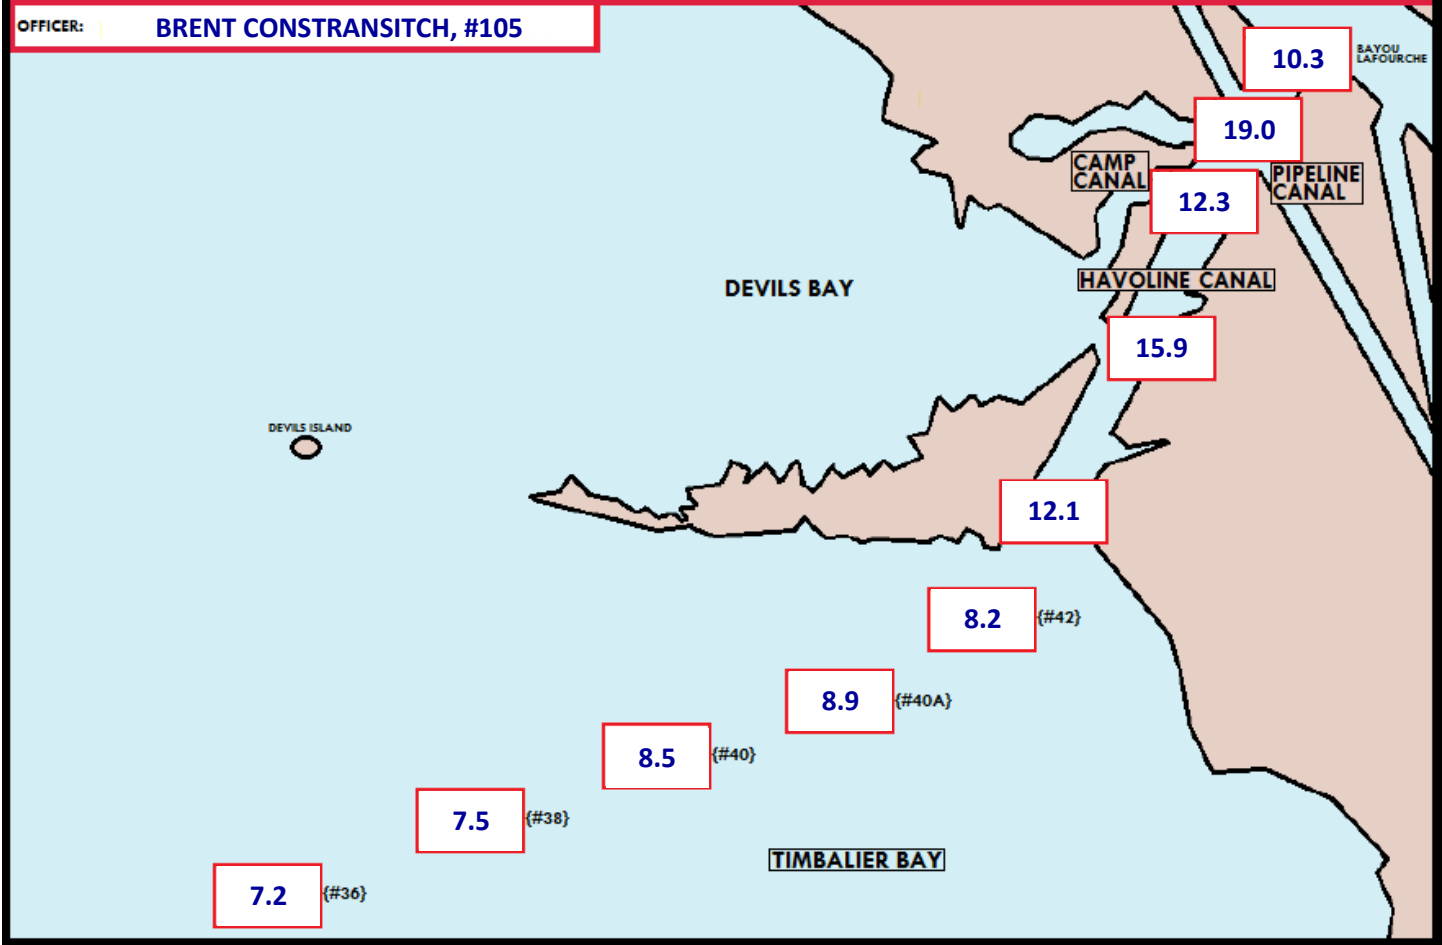 OFFICER: BRENT CONSTRANSITCH, #105
10.3
BAYOU
LAFOURCHE
19.0
CAMP
CANAL
PIPELINE
CANAL
12.3
HAVOLINE CANAL
DEVILS BAY
15.9
DEVILS ISLAND
12.1
8.2 {#42}
8.9 {#40A}
8.5 {#40}
7.5 {#38}
TIMBALIER BAY
7.2 {#36}